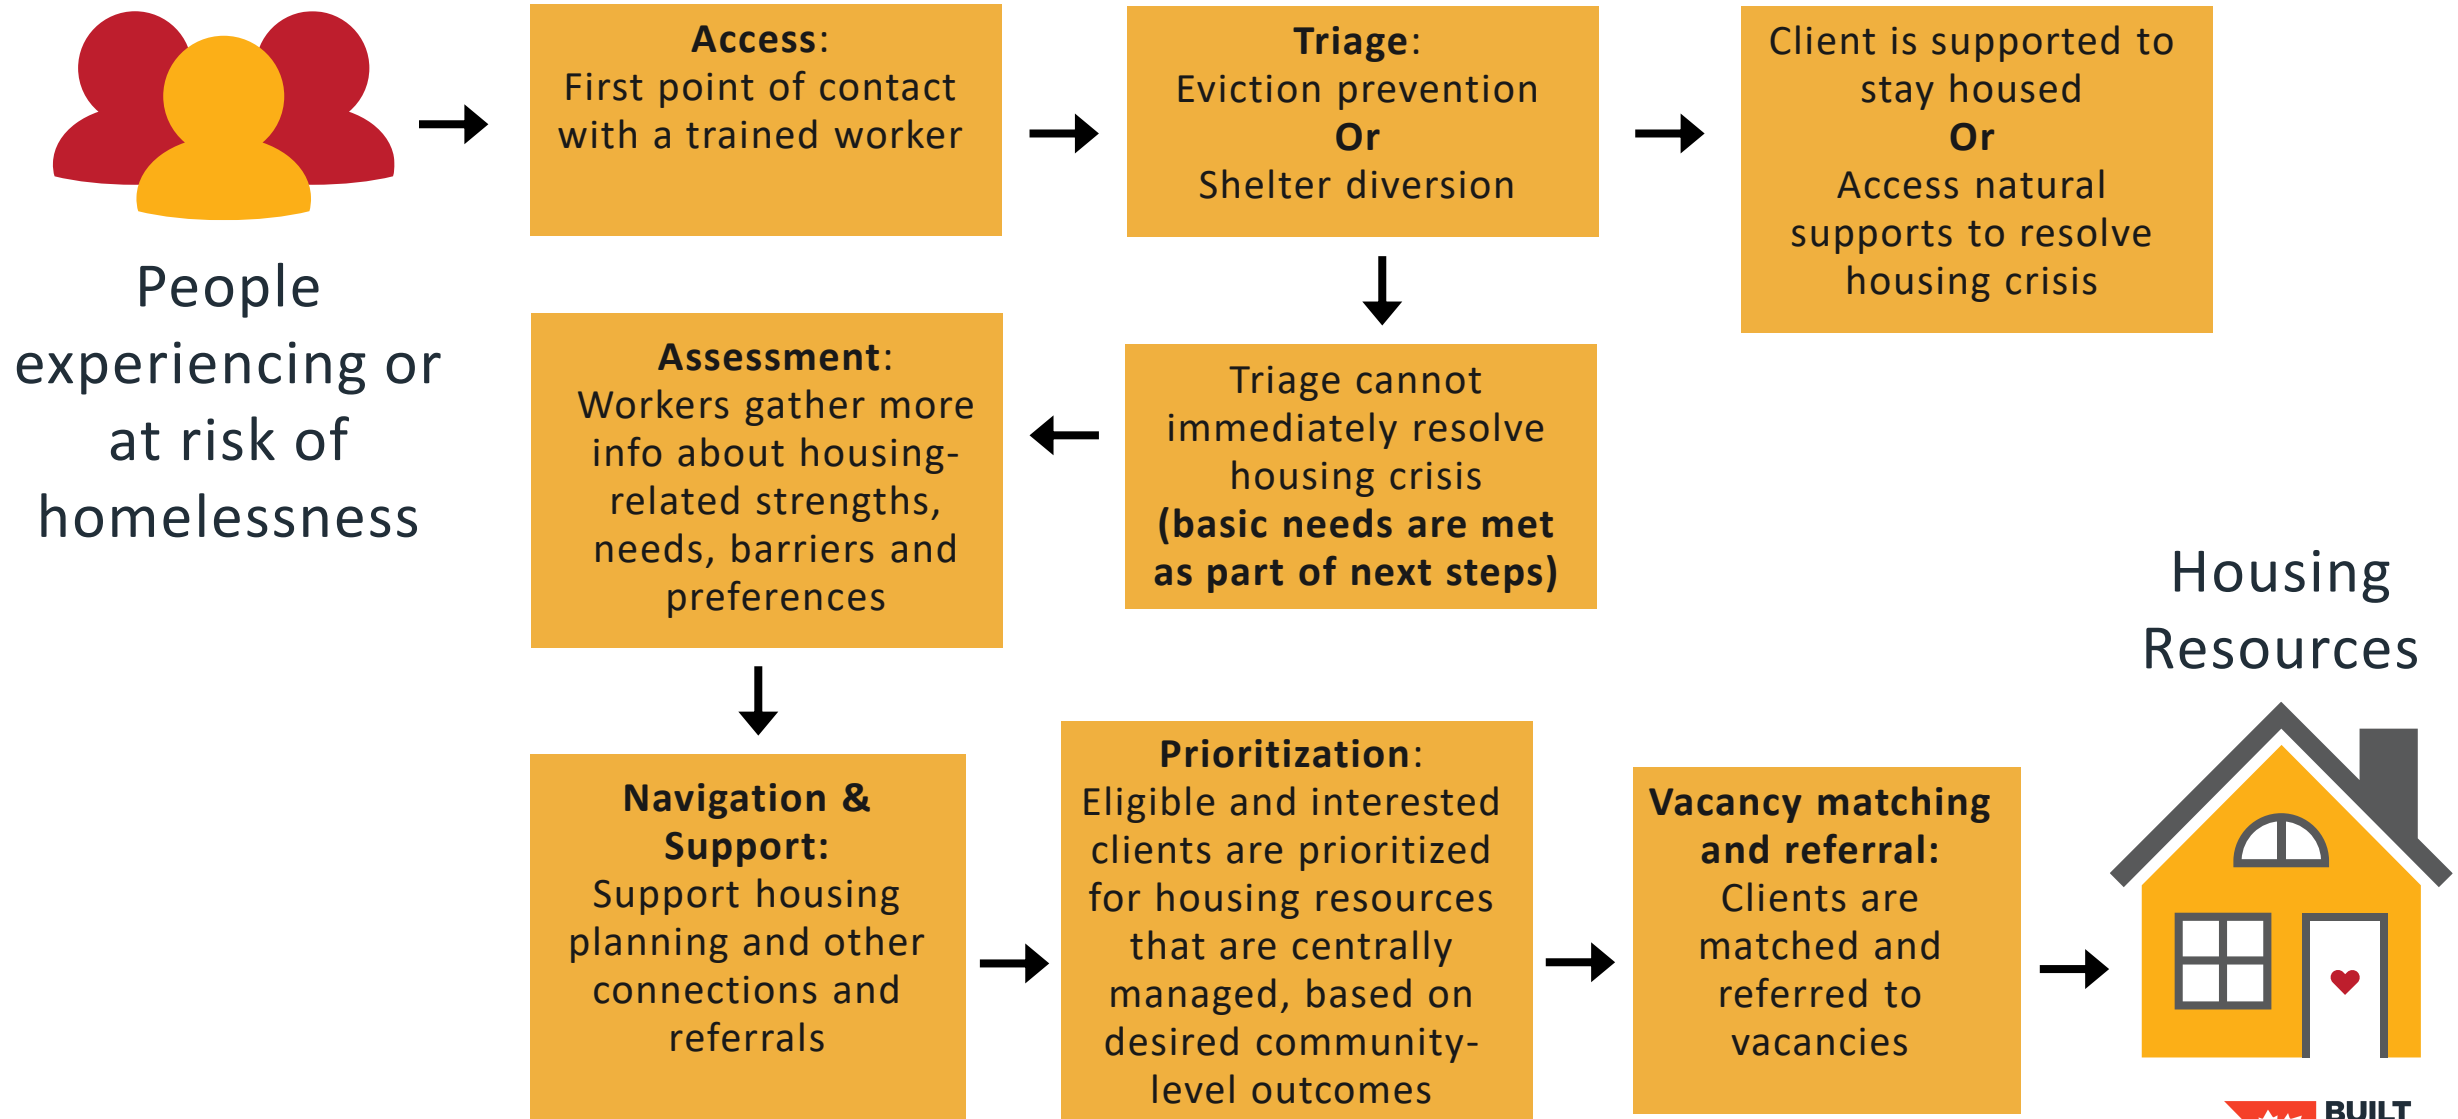 People
experiencing or
at risk of
homelessness
Access:
First point of contact
with a trained worker
Triage:
Eviction prevention
Or
Shelter diversion
Client is supported to
stay housed
Or
Access natural
supports to resolve
housing crisis
Triage cannot
immediately resolve
housing crisis
(basic needs are met
as part of next steps)
Assessment:
Workers gather more
info about housing-
related strengths,
needs, barriers and
preferences
Navigation &
Support:
Support housing
planning and other
connections and
referrals
Prioritization:
Eligible and interested
clients are prioritized
for housing resources
that are centrally
managed, based on
desired community-
level outcomes
Vacancy matching
and referral:
Clients are
matched and
referred to
vacancies
Housing
Resources
BUILT